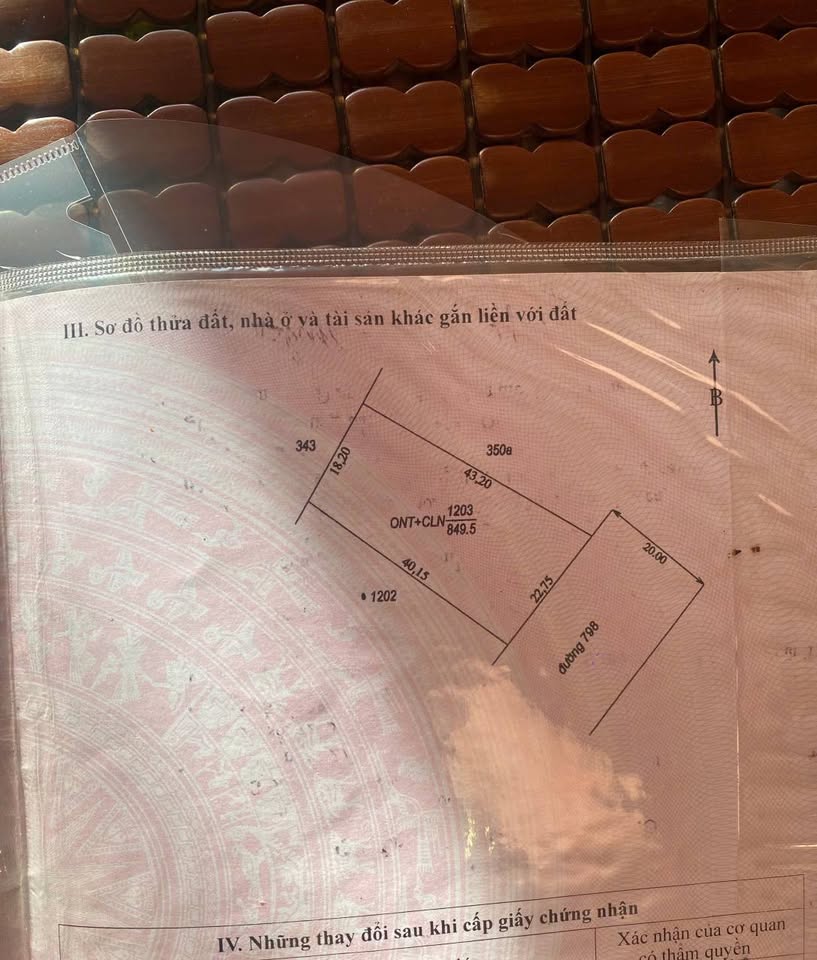 III. Sơ đồ thửa đất, nhà ở và tài sản khác gắn liền với đất
B
343
18,20
350a
43,20
ONT+CLN
1203
849.5
40,15
1202
22,75
20.00
đường 798
IV. Những thay đổi sau khi cấp giấy chứng nhận
Xác nhận của cơ quan
có thẩm quyền